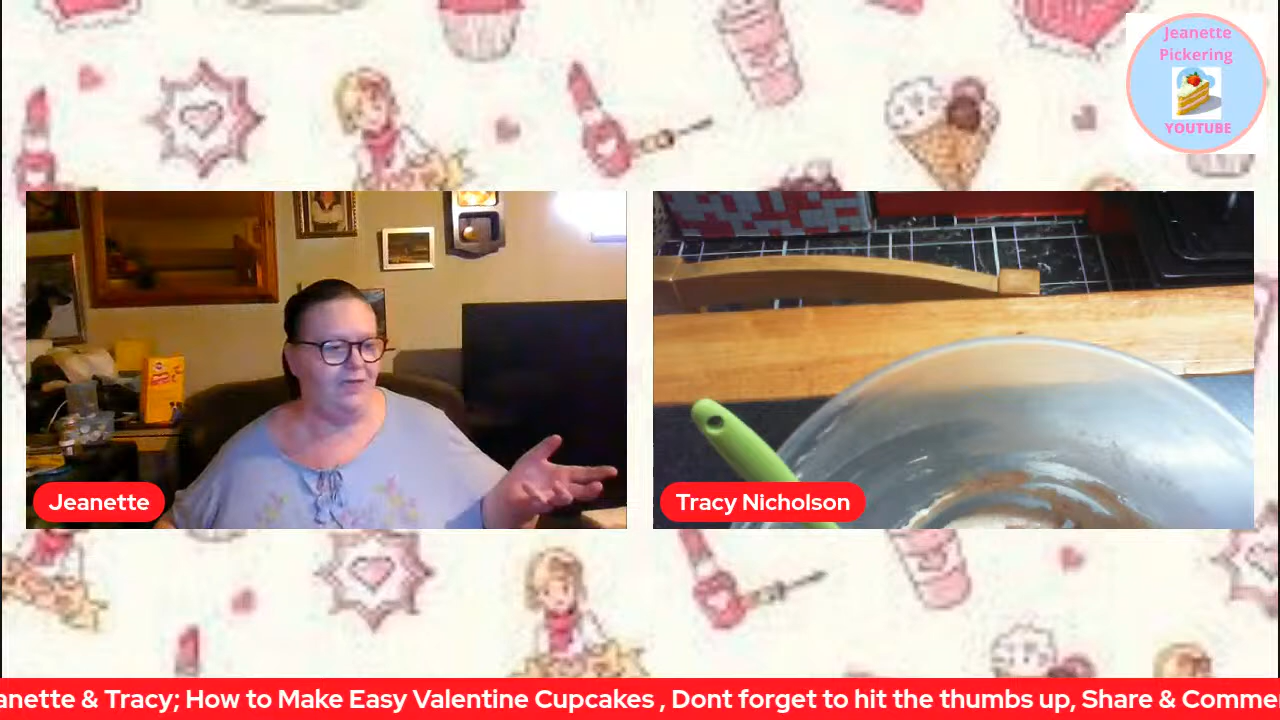 Jeanette
Pickering
YOUTUBE
Jeanette
Tracy Nicholson
anette & Tracy; How to Make Easy Valentine Cupcakes , Dont forget to hit the thumbs up, Share & Comme